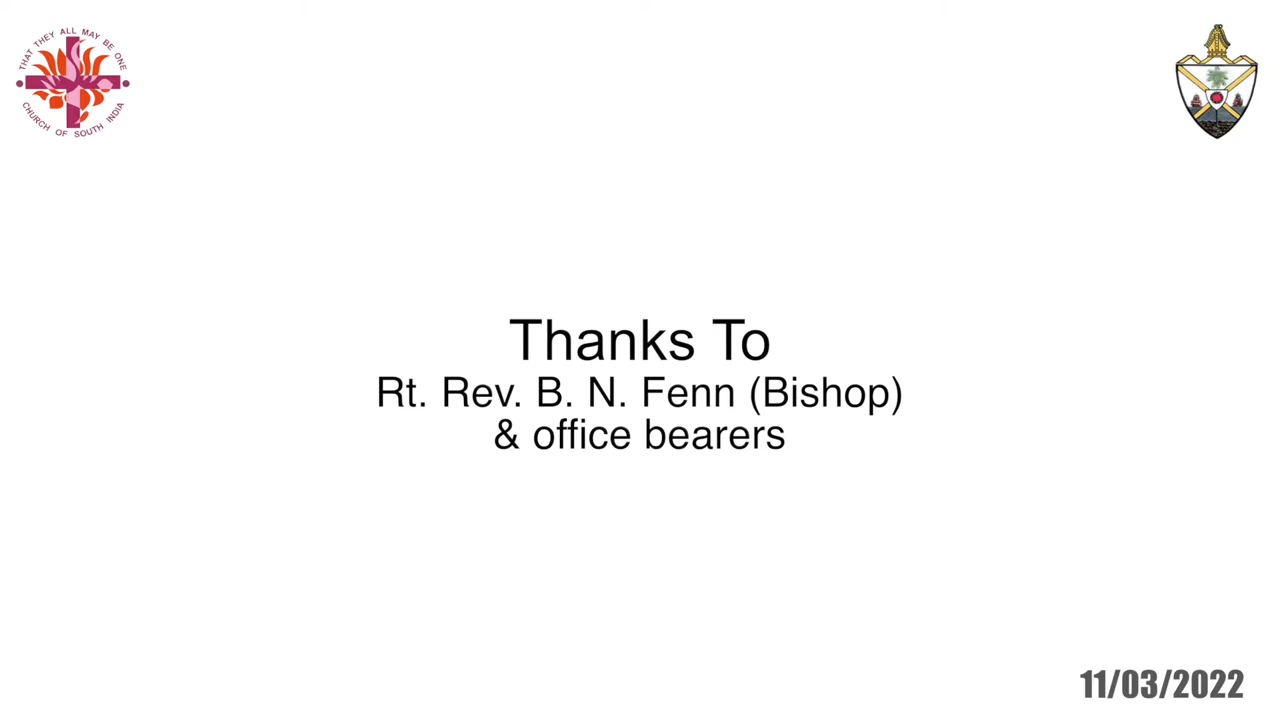 THAT THEY ALL MAY BE ONE
CHURCH OF SOUTH INDIA
Thanks To
Rt. Rev. B. N. Fenn (Bishop)
& office bearers
11/03/2022